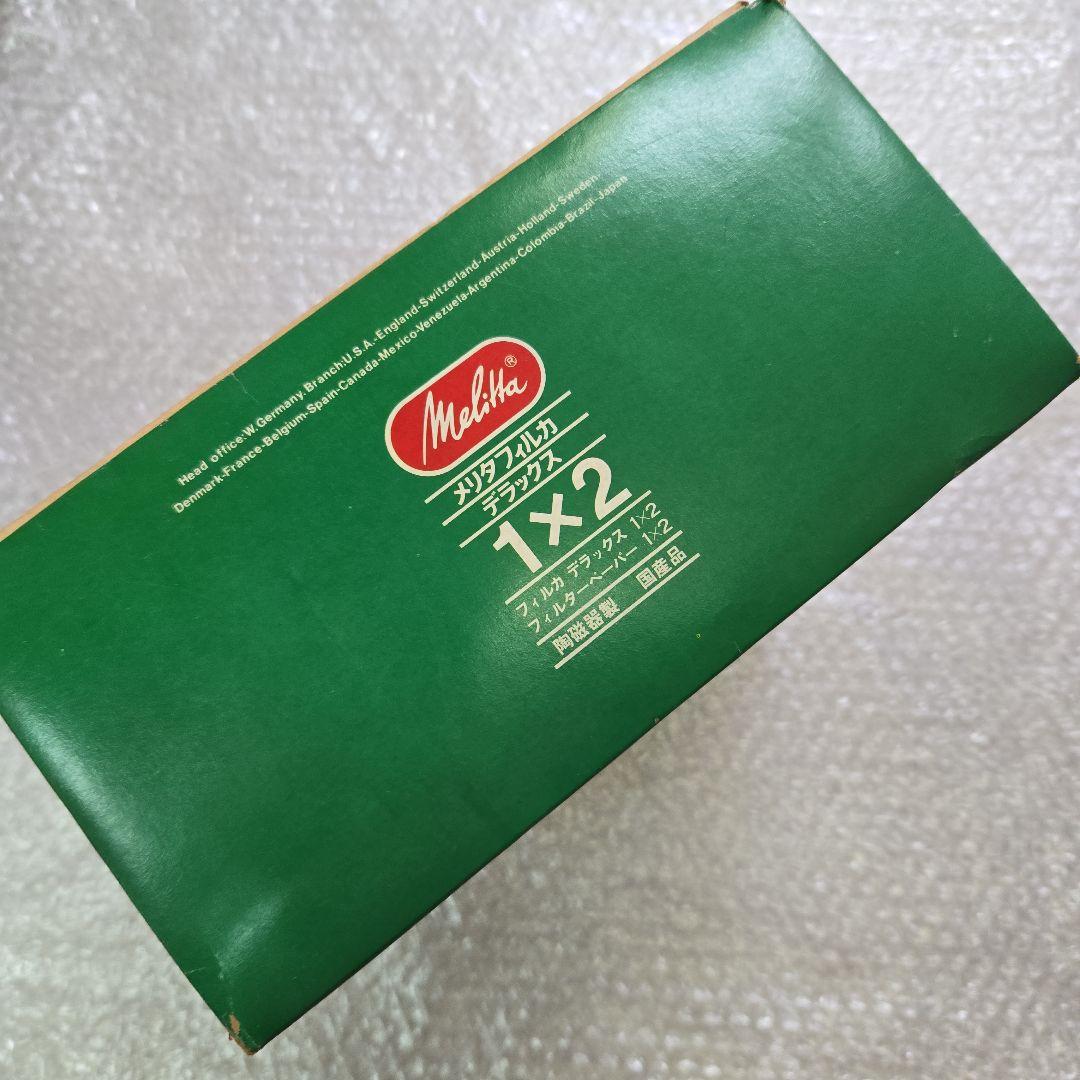 Head office:W.Germany.Branch:U.S.A.-England-Switzerland-Austria-Holland-Sweden-
Denmark-France-Belgium-Spain-Canada-Mexico-Venezuela-Argentina-Colombia-Brazil-Japan
Melitta®
メリタフィルカ
デラックス
1×2
フィルカ デラックス 1×2
フィルターペーパー 1×2
陶磁器製 国産品